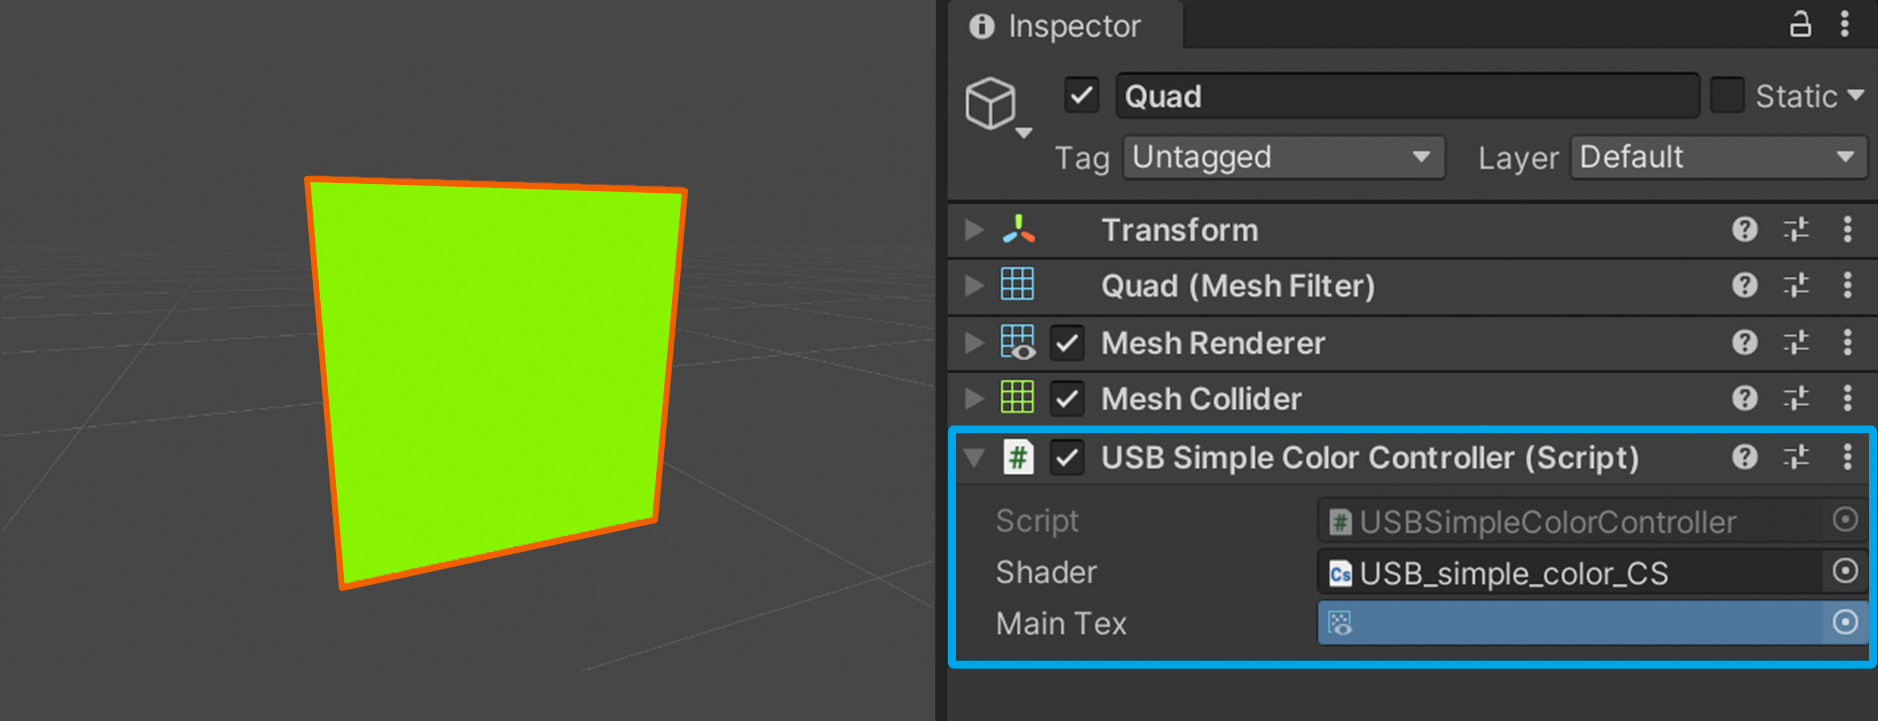 Inspector
Quad
Static
Tag Untagged Layer Default
Transform
Quad (Mesh Filter)
Mesh Renderer
Mesh Collider
# USB Simple Color Controller (Script)
Script # USBSimpleColorController
Shader Cs USB_simple_color_CS
Main Tex